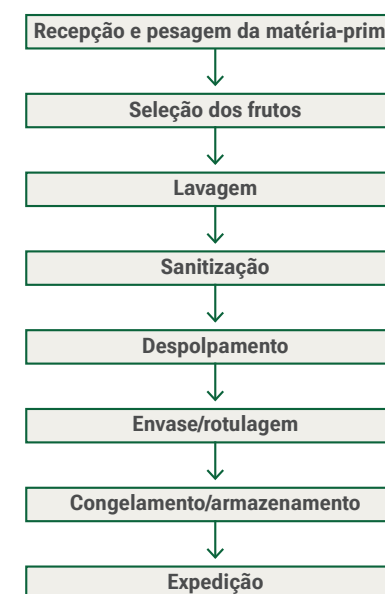 Recepção e pesagem da matéria-prim
Seleção dos frutos
Lavagem
Sanitização
Despolpamento
Envase/rotulagem
Congelamento/armazenamento
Expedição